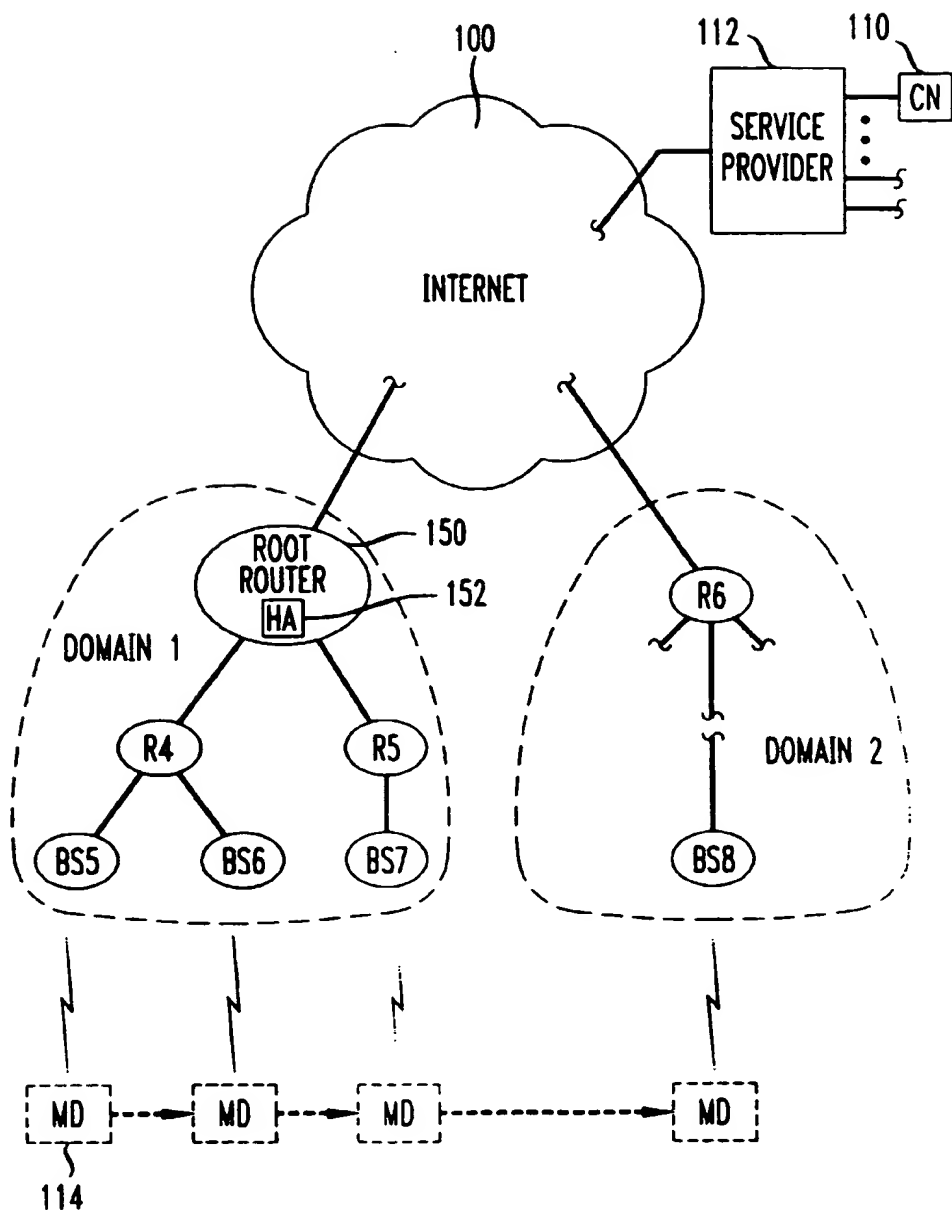 100
112
110
CN
SERVICE
PROVIDER
INTERNET
ROOT
ROUTER
150
HA
152
DOMAIN 1
R6
R4
R5
DOMAIN 2
BS5
BS6
BS7
BS8
MD
MD
MD
MD
114